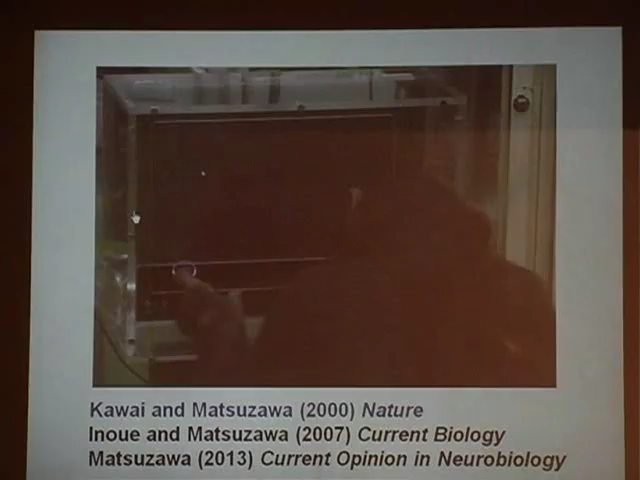 Kawai and Matsuzawa (2000) Nature
Inoue and Matsuzawa (2007) Current Biology
Matsuzawa (2013) Current Opinion in Neurobiology